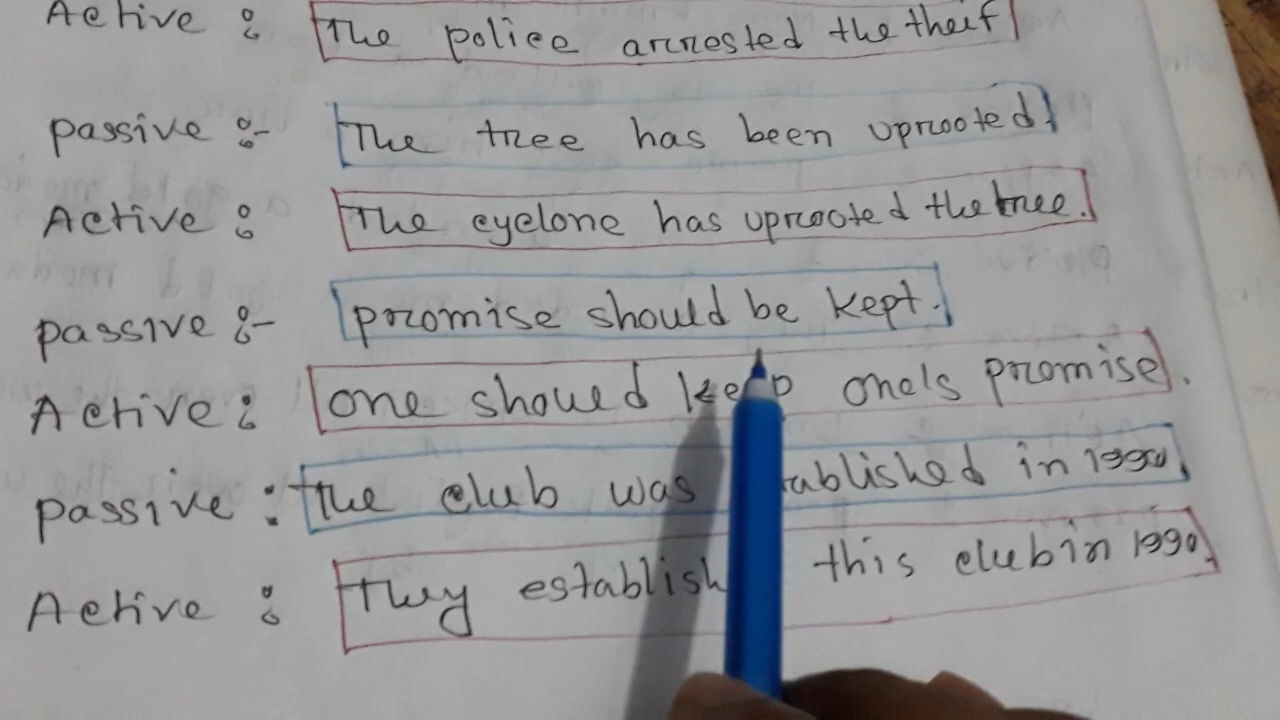 Active : The police arrested the theif
Passive :- The tree has been uprooted.
Active : The cyclone has uprooted the tree.
Passive :- Promise should be kept.
Active : One should keep one's promise.
Passive : The club was in 1990.
Active : They this club in 1990.